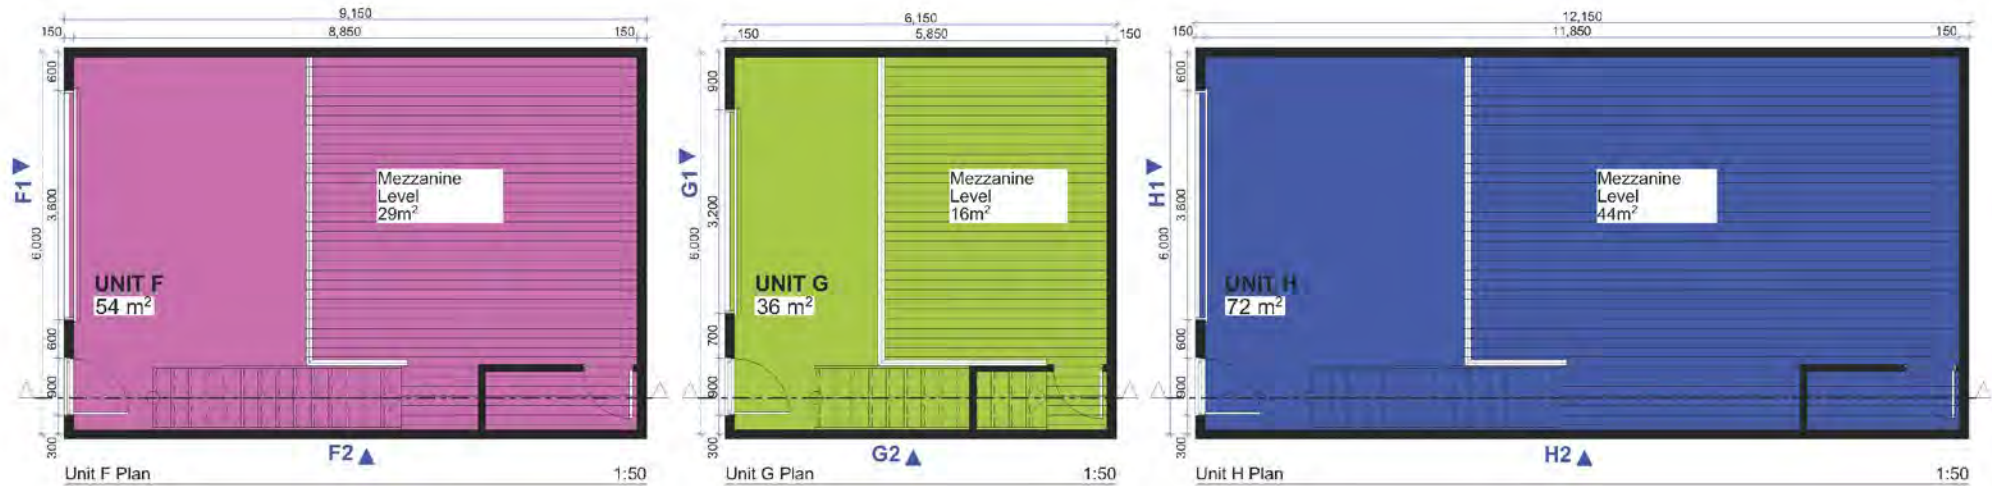 9,150
150 8,850 150
600
3,600
6,000
600
900
300
F1
Mezzanine
Level
29m²
UNIT F
54 m²
F2
Unit F Plan 1:50
6,150
150 5,850 150
900
3,200
6,000
700
900
300
G1
Mezzanine
Level
16m²
UNIT G
36 m²
G2
Unit G Plan 1:50
12,150
150 11,850 150
600
3,600
6,000
600
900
300
H1
Mezzanine
Level
44m²
UNIT H
72 m²
H2
Unit H Plan 1:50